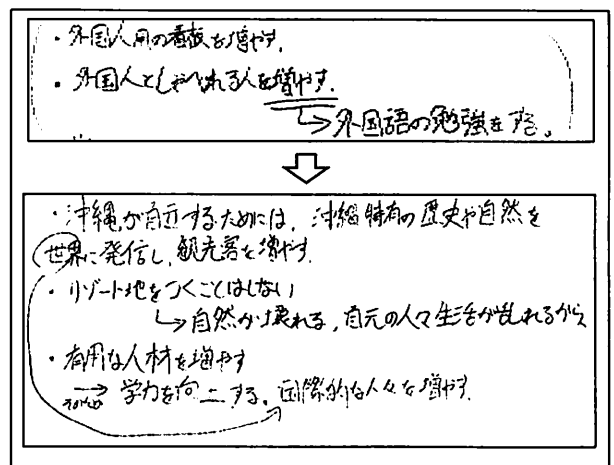 ・外国人用の看板を増やす。
・外国人としゃべれる人を増やす。
→外国語の勉強をする。
・沖縄が自立するためには、沖縄特有の歴史や自然を
世界に発信し、観光客を増やす。
・リゾート地をつくことはしない
→自然が壊れる、自元の人々生活が乱れるから
・有用な人材を増やす
→学力を向上する。国際的な人々を増やす。